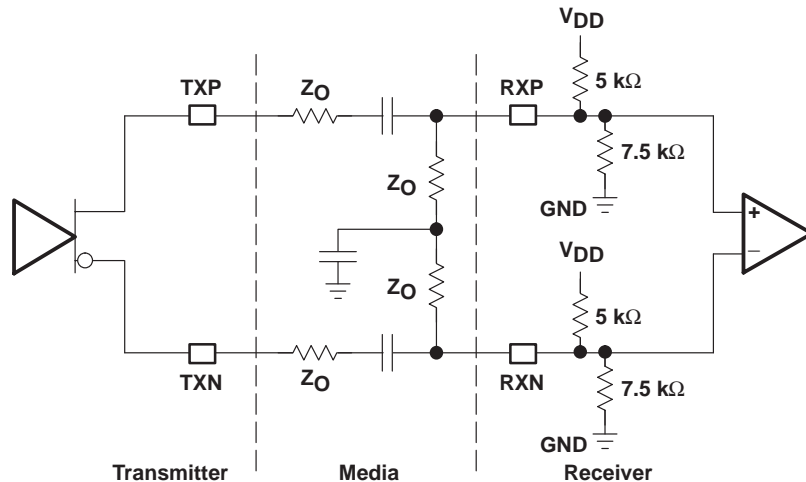 VDD
TXP
ZO
RXP
5 kΩ
7.5 kΩ
ZO
GND
+
−
VDD
ZO
5 kΩ
TXN
ZO
RXN
7.5 kΩ
GND
Transmitter
Media
Receiver